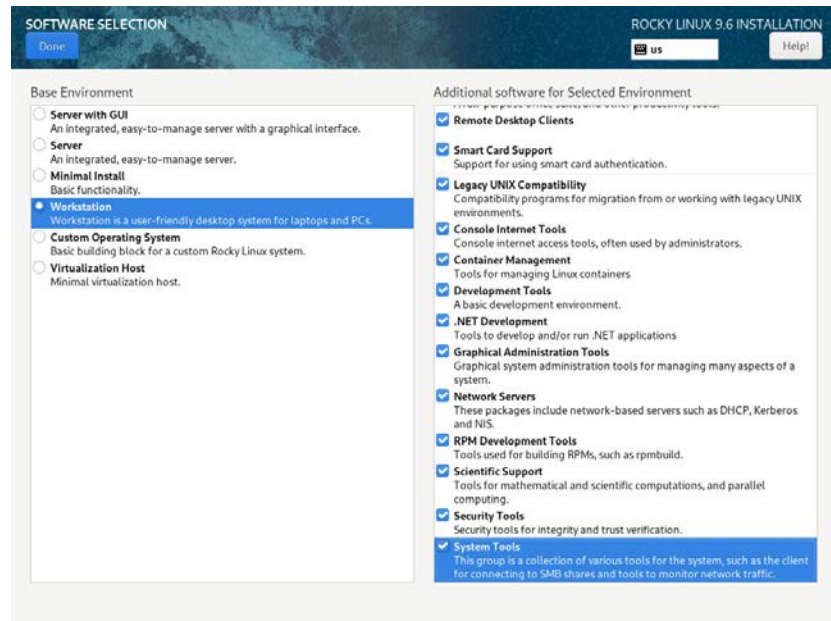 SOFTWARE SELECTION
ROCKY LINUX 9.6 INSTALLATION
Done
us
Help!
Base Environment
Server with GUI
An integrated, easy-to-manage server with a graphical interface.
Server
An integrated, easy-to-manage server.
Minimal Install
Basic functionality.
Workstation
Workstation is a user-friendly desktop system for laptops and PCs.
Custom Operating System
Basic building block for a custom Rocky Linux system.
Virtualization Host
Minimal virtualization host.
Additional software for Selected Environment
Remote Desktop Clients
Smart Card Support
Support for using smart card authentication.
Legacy UNIX Compatibility
Compatibility programs for migration from or working with legacy UNIX
environments.
Console Internet Tools
Console internet access tools, often used by administrators.
Container Management
Tools for managing Linux containers
Development Tools
A basic development environment.
.NET Development
Tools to develop and/or run .NET applications
Graphical Administration Tools
Graphical system administration tools for managing many aspects of a
system.
Network Servers
These packages include network-based servers such as DHCP, Kerberos
and NIS.
RPM Development Tools
Tools used for building RPMs, such as rpmbuild.
Scientific Support
Tools for mathematical and scientific computations, and parallel
computing.
Security Tools
Security tools for integrity and trust verification.
System Tools
This group is a collection of various tools for the system, such as the client
for connecting to SMB shares and tools to monitor network traffic.